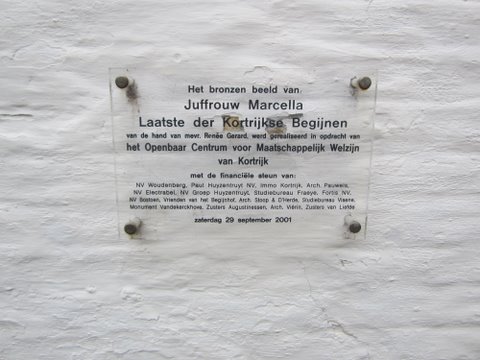 Het bronzen beeld van
Juffrouw Marcella
Laatste der Kortrijkse Begijnen
van de hand van mevr. Renée Gerard, werd gerealiseerd in opdracht van
het Openbaar Centrum voor Maatschappelijk Welzijn
van Kortrijk
met de financiële steun van:
NV Woudenberg, Paul Huyzentruyt NV, Immo Kortrijk, Arch. Pauwels,
NV Electrabel, NV Groep Huyzentruyt, Studiebureau Fraeye, Fortis NV,
NV Bostoen, Vrienden van het Begijnhof, Arch. Sloop & D'Herde, Studiebureau Viaene,
Monument Vandekerckhove, Zusters Augustinessen, Arch. Viérin, Zusters van Liefde
zaterdag 29 september 2001